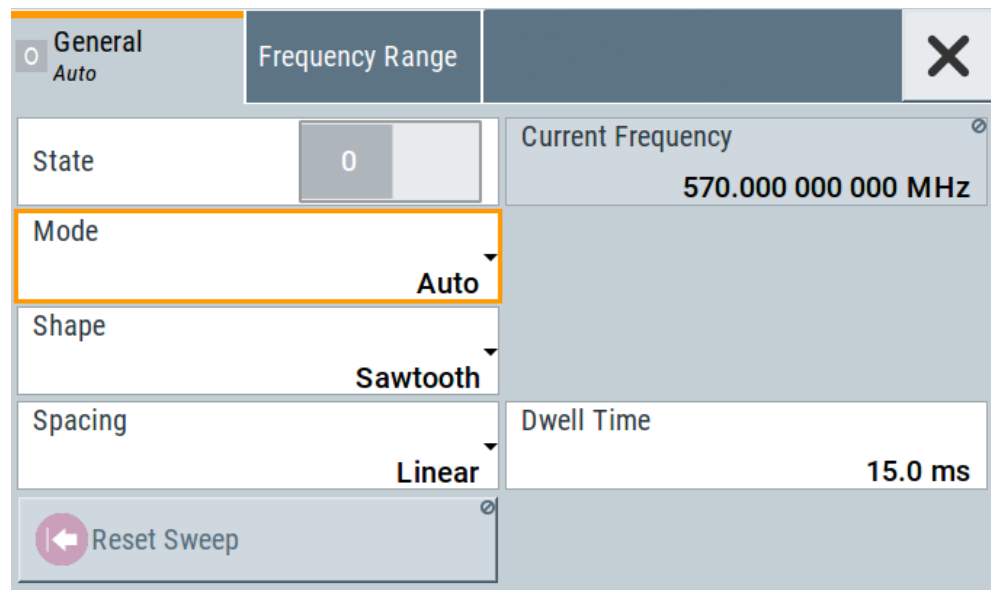 0
General
Auto
Frequency Range
State
0
Current Frequency
570.000 000 000 MHz
Mode
Auto
Shape
Sawtooth
Spacing
Linear
Dwell Time
15.0 ms
Reset Sweep